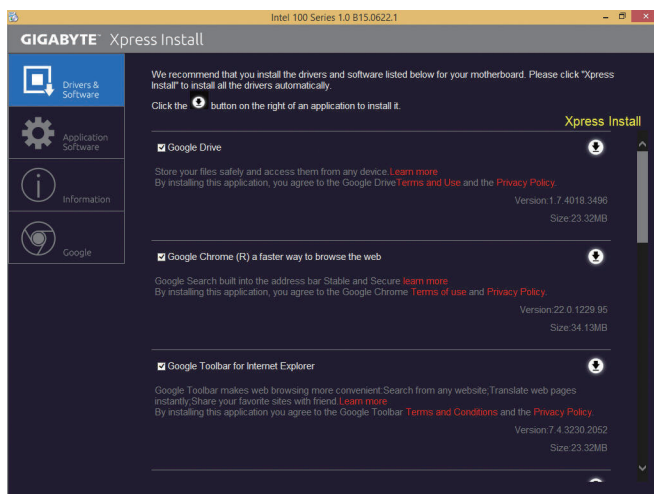 Intel 100 Series 1.0 B15.0622.1
GIGABYTE™ Xpress Install
Drivers &
Software
Application
Software
Information
Google
We recommend that you install the drivers and software listed below for your motherboard. Please click "Xpress
Install" to install all the drivers automatically.
Click the button on the right of an application to install it.
Xpress Install
Google Drive
Store your files safely and access them from any device.Learn more
By installing this application, you agree to the Google DriveTerms and Use and the Privacy Policy.
Version:1.7.4018.3496
Size:23.32MB
Google Chrome (R) a faster way to browse the web
Google Search built into the address bar Stable and Secure learn more
By installing this application, you agree to the Google Chrome Terms of use and Privacy Policy.
Version:22.0.1229.95
Size:34.13MB
Google Toolbar for Internet Explorer
Google Toolbar makes web browsing more convenient:Search from any website;Translate web pages
instantly;Share your favorite sites with friend.Learn more
By installing this application you agree to the Google Toolbar Terms and Conditions and the Privacy Policy.
Version:7.4.3230.2052
Size:23.32MB